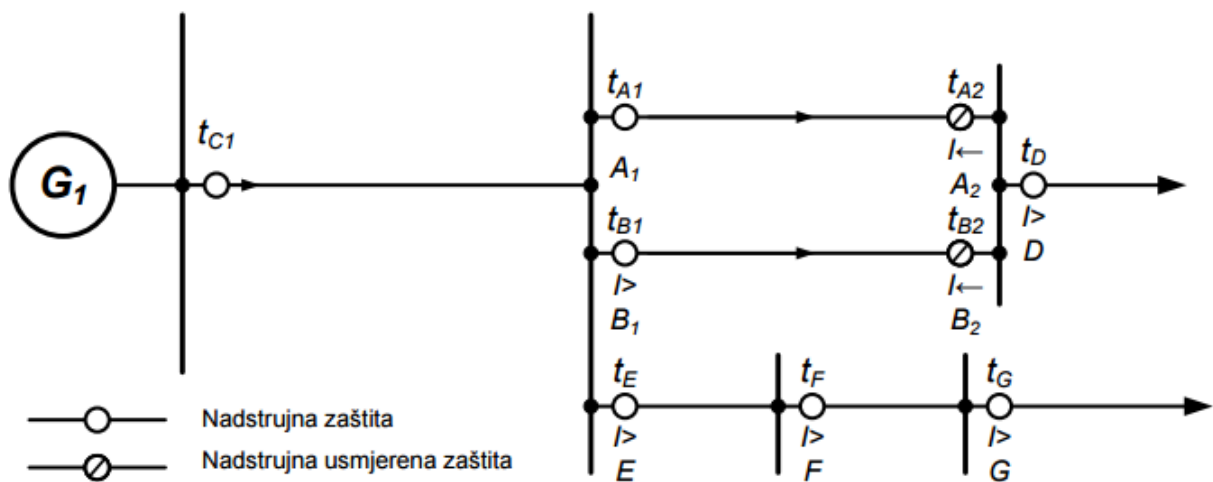 G1
tC1
tA1
A1
tB1
I>
B1
tA2
I←
A2
tB2
I←
B2
tD
I>
D
tE
I>
E
tF
I>
F
tG
I>
G
Nadstrujna zaštita
Nadstrujna usmjerena zaštita